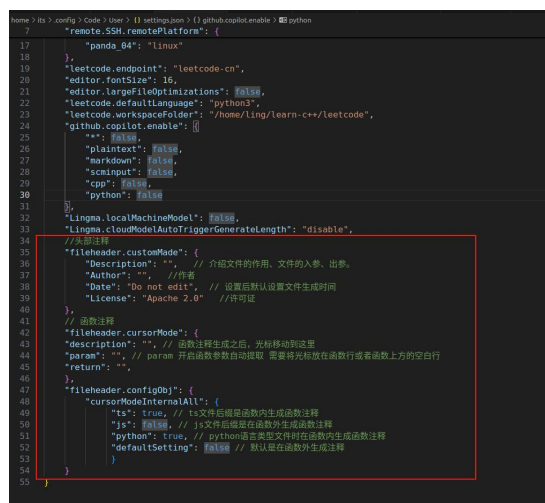 home > its > .config > Code > User > {} settings.json > {} github.copilot.enable > python
7 "remote.SSH.remotePlatform": {
17 "panda_04": "linux"
18 },
19 "leetcode.endpoint": "leetcode-cn",
20 "editor.fontSize": 16,
21 "editor.largeFileOptimizations": false,
22 "leetcode.defaultLanguage": "python3",
23 "leetcode.workspaceFolder": "/home/ling/learn-c++/leetcode",
24 "github.copilot.enable": {
25 "*": false,
26 "plaintext": false,
27 "markdown": false,
28 "scminput": false,
29 "cpp": false,
30 "python": false
31 },
32 "Lingma.localMachineModel": false,
33 "Lingma.cloudModelAutoTriggerGenerateLength": "disable",
34 //头部注释
35 "fileheader.customMade": {
36 "Description": "", // 介绍文件的作用、文件的入参、出参。
37 "Author": "", //作者
38 "Date": "Do not edit", // 设置后默认设置文件生成时间
39 "License": "Apache 2.0" //许可证
40 },
41 // 函数注释
42 "fileheader.cursorMode": {
43 "description": "", // 函数注释生成之后，光标移动到这里
44 "param": "", // param 开启函数参数自动提取 需要将光标放在函数行或者函数上方的空白行
45 "return": "",
46 },
47 "fileheader.configObj": {
48 "cursorModeInternalAll": {
49 "ts": true, // ts文件后缀是函数内生成函数注释
50 "js": false, // js文件后缀是在函数外生成函数注释
51 "python": true, // python语言类型文件时在函数内生成函数注释
52 "defaultSetting": false // 默认是在函数外生成注释
53 }
54 }
55 }